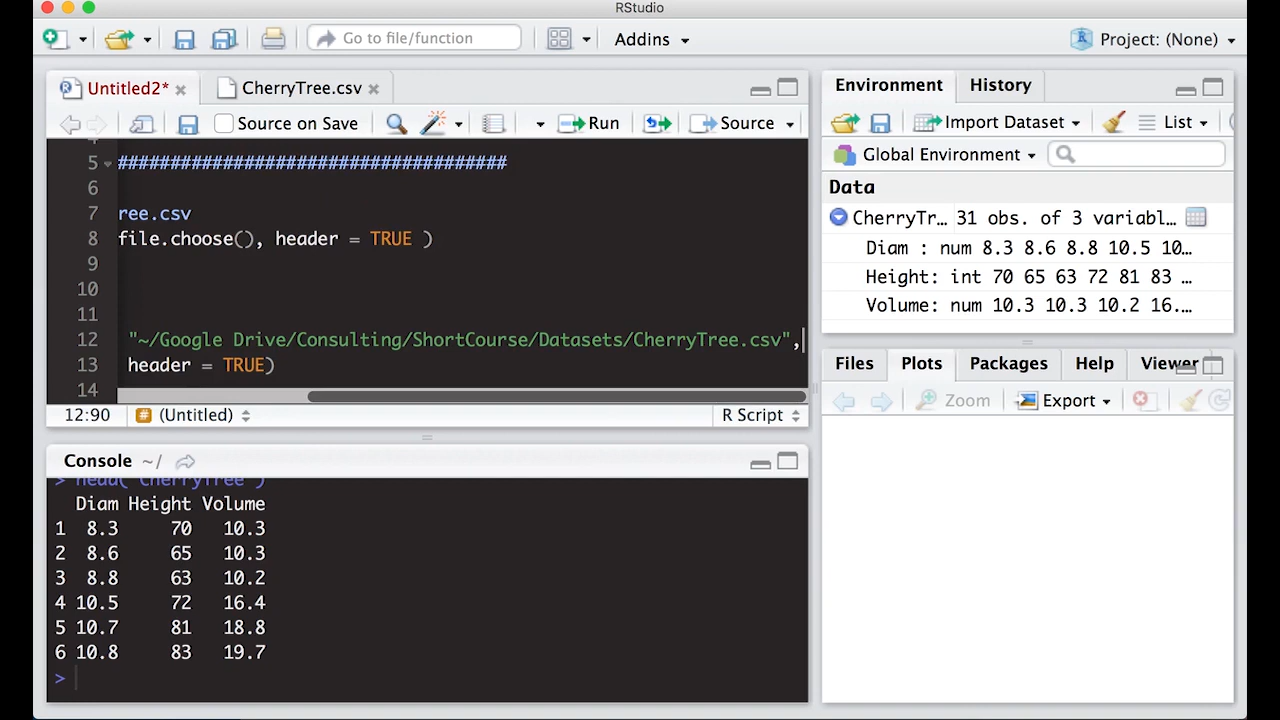 RStudio
Go to file/function
Addins
Project: (None)
Untitled2*
CherryTree.csv
Source on Save
Run
Source
5 #####################################
6
7 ree.csv
8 file.choose(), header = TRUE )
9
10
11
12 "~/Google Drive/Consulting/ShortCourse/Datasets/CherryTree.csv",
13 header = TRUE)
14
12:90
(Untitled)
R Script
Console ~/
> head( CherryTree )
Diam Height Volume
1 8.3 70 10.3
2 8.6 65 10.3
3 8.8 63 10.2
4 10.5 72 16.4
5 10.7 81 18.8
6 10.8 83 19.7
>
Environment History
Import Dataset
List
Global Environment
Data
CherryTr… 31 obs. of 3 variabl…
Diam : num 8.3 8.6 8.8 10.5 10…
Height: int 70 65 63 72 81 83 …
Volume: num 10.3 10.3 10.2 16.…
Files Plots Packages Help Viewer
Zoom
Export